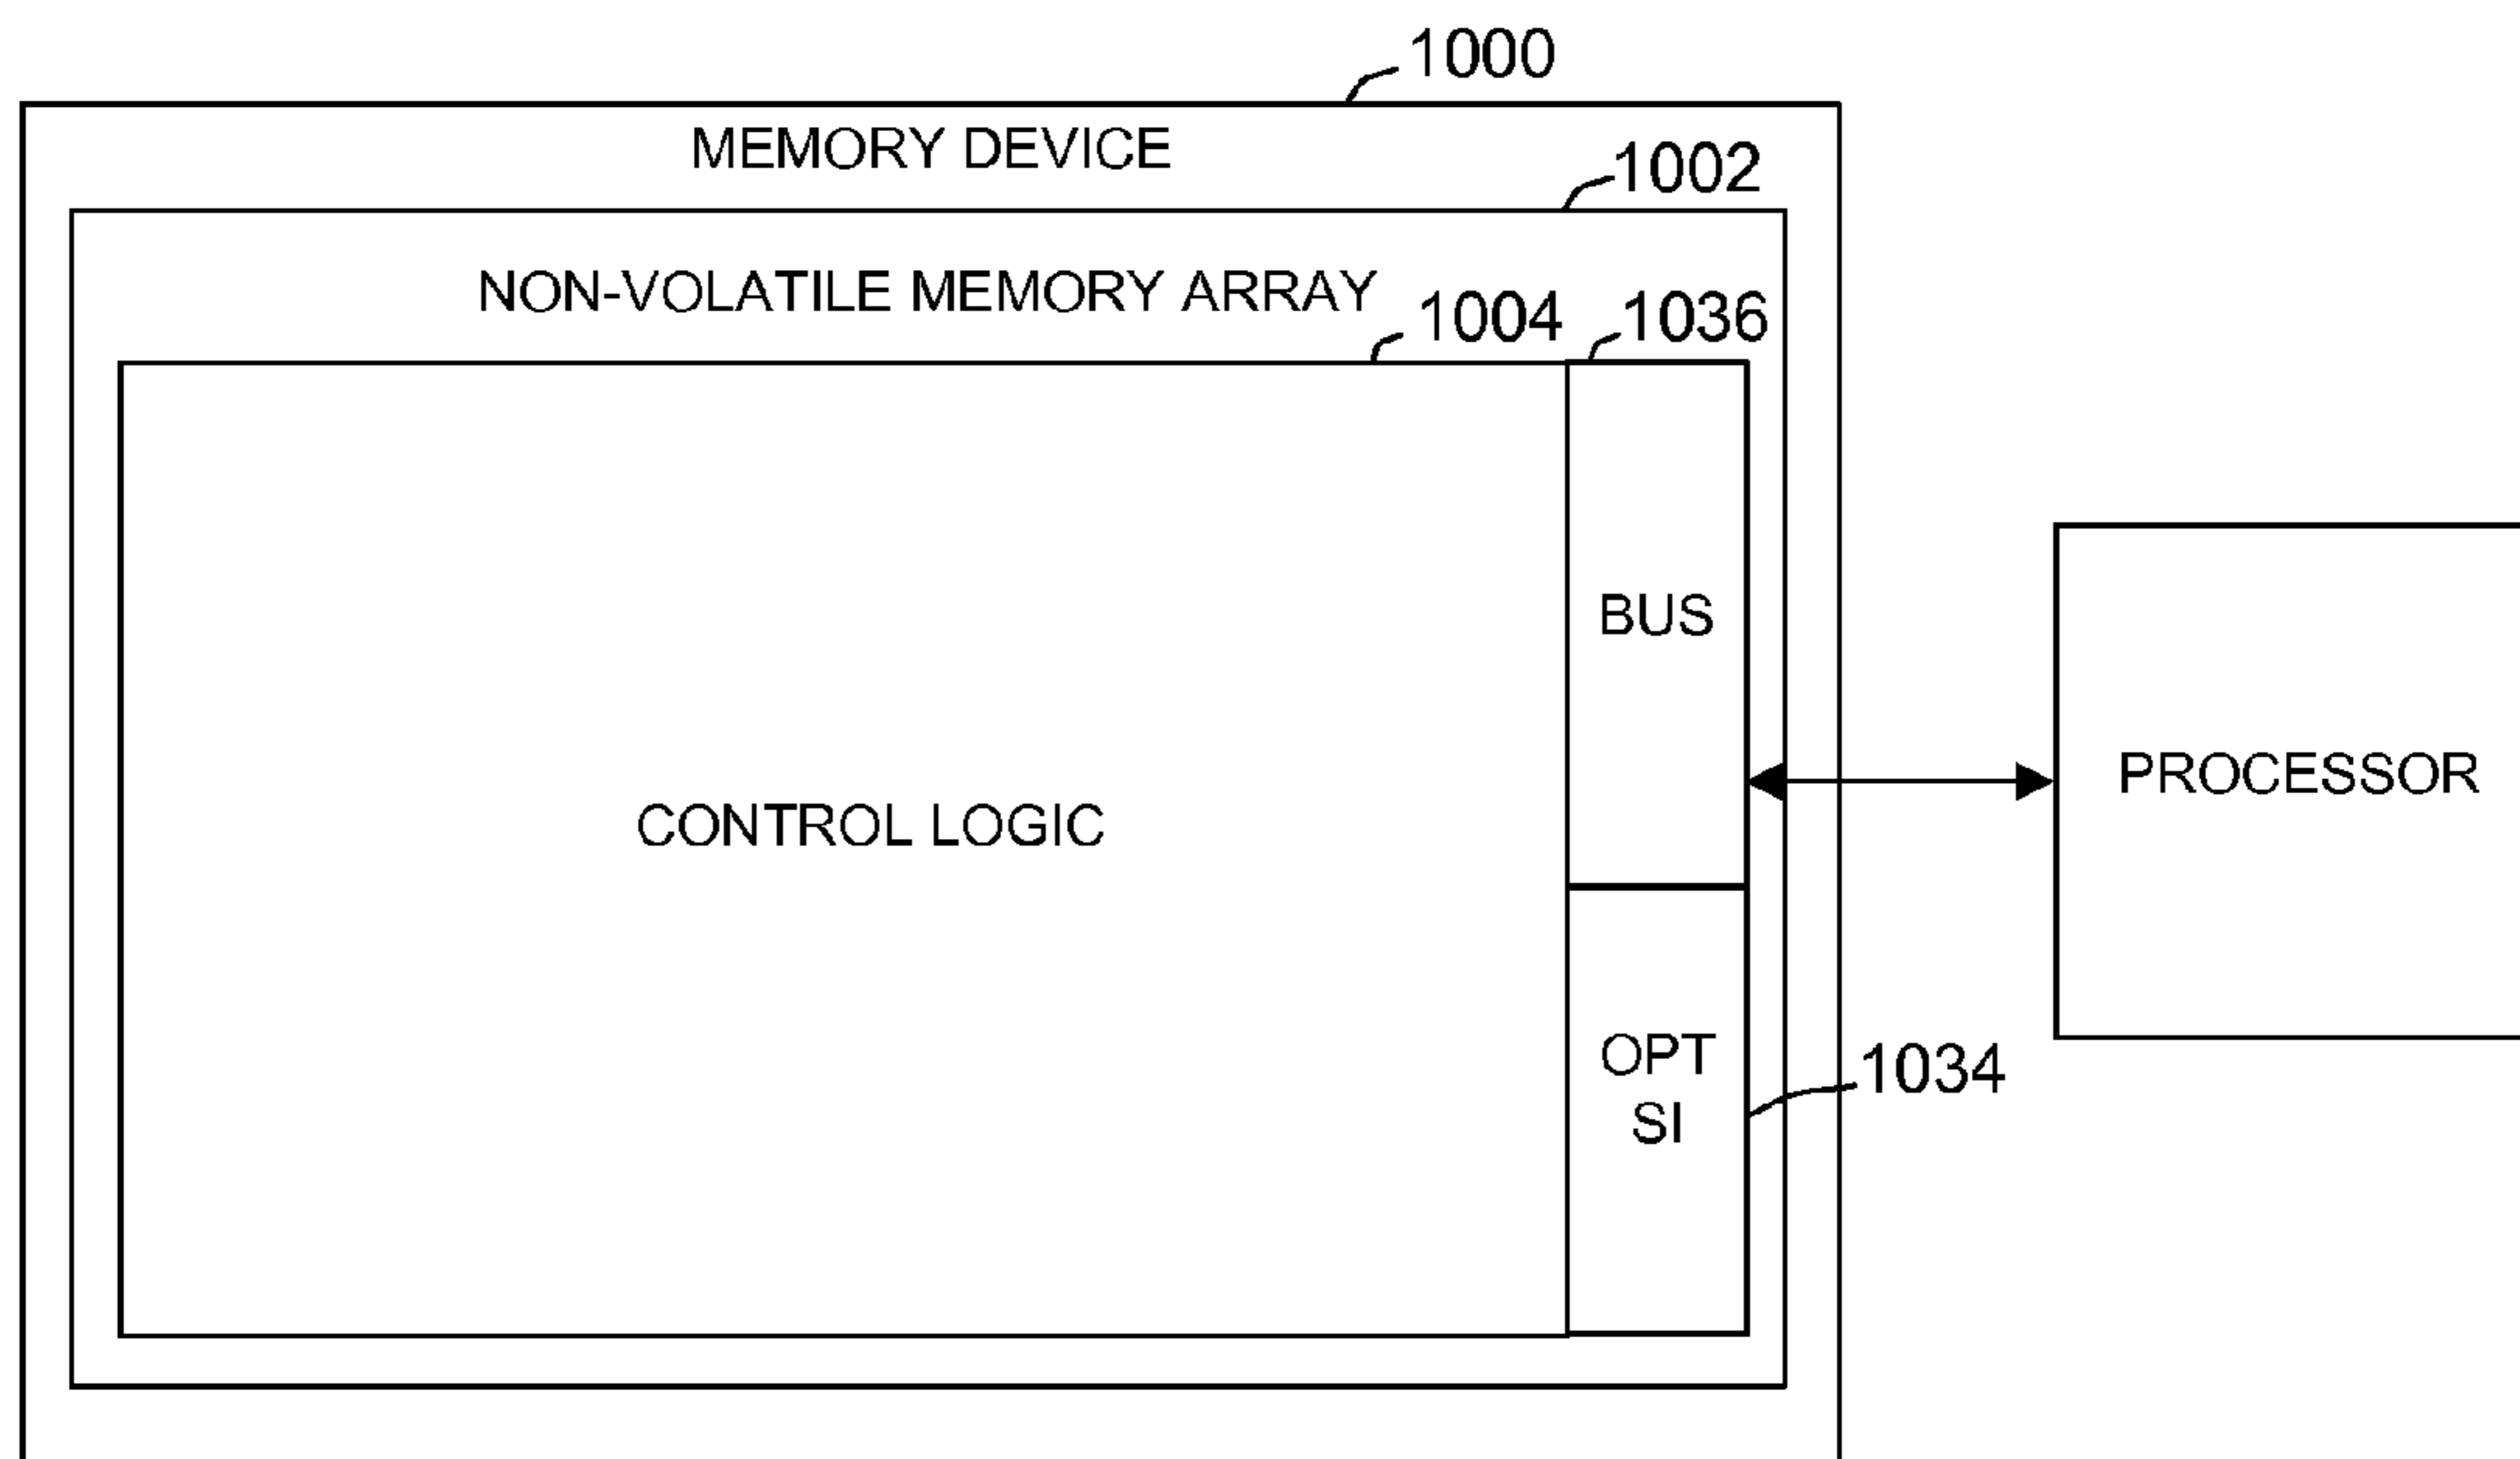 1000
MEMORY DEVICE
1002
NON-VOLATILE MEMORY ARRAY
1004
1036
BUS
PROCESSOR
CONTROL LOGIC
OPT
SI
1034